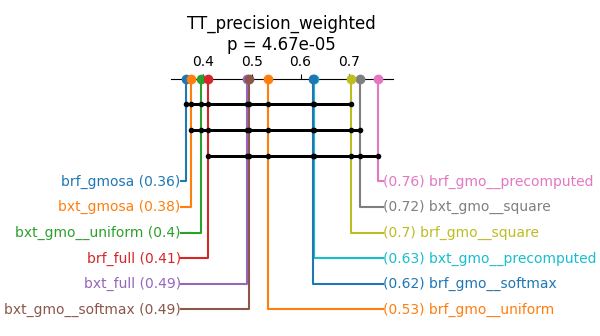 TT_precision_weighted
p = 4.67e-05
0.4 0.5 0.6 0.7
brf_gmosa (0.36)
(0.76) brf_gmo__precomputed
bxt_gmosa (0.38)
(0.72) bxt_gmo__square
bxt_gmo__uniform (0.4)
(0.7) brf_gmo__square
brf_full (0.41)
(0.63) bxt_gmo__precomputed
bxt_full (0.49)
(0.62) brf_gmo__softmax
bxt_gmo__softmax (0.49)
(0.53) brf_gmo__uniform